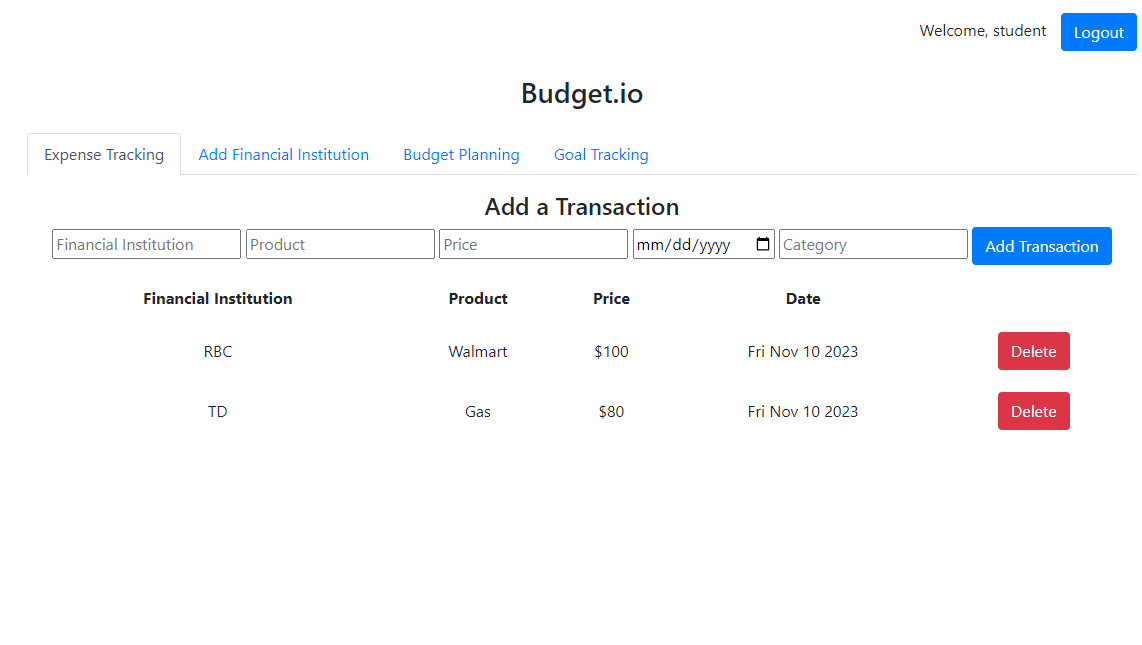 Welcome, student Logout
Budget.io
Expense Tracking Add Financial Institution Budget Planning Goal Tracking
Add a Transaction
Financial Institution Product Price mm/dd/yyyy Category Add Transaction
Financial Institution Product Price Date
RBC Walmart $100 Fri Nov 10 2023 Delete
TD Gas $80 Fri Nov 10 2023 Delete